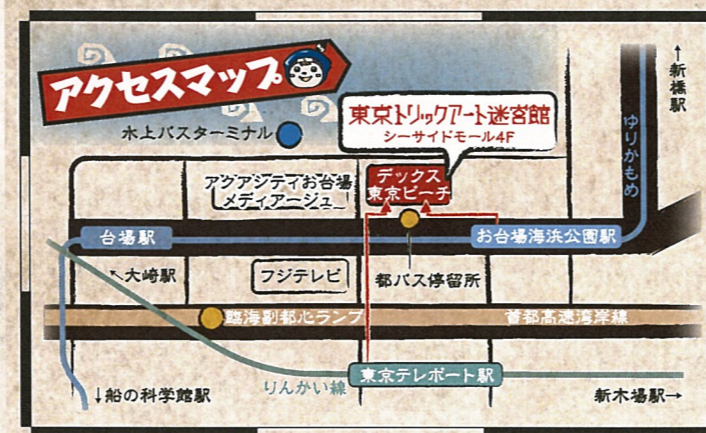 アクセスマップ
↑新橋駅
水上バスターミナル
東京トリックアート迷宮館
シーサイドモール4F
ゆりかもめ
アクアシティお台場
メディアージュ
デックス
東京ビーチ
台場駅
お台場海浜公園駅
↖大崎駅
フジテレビ
都バス停留所
臨海副都心ランプ
首都高速湾岸線
東京テレポート駅
りんかい線
↓船の科学館駅
新木場駅→